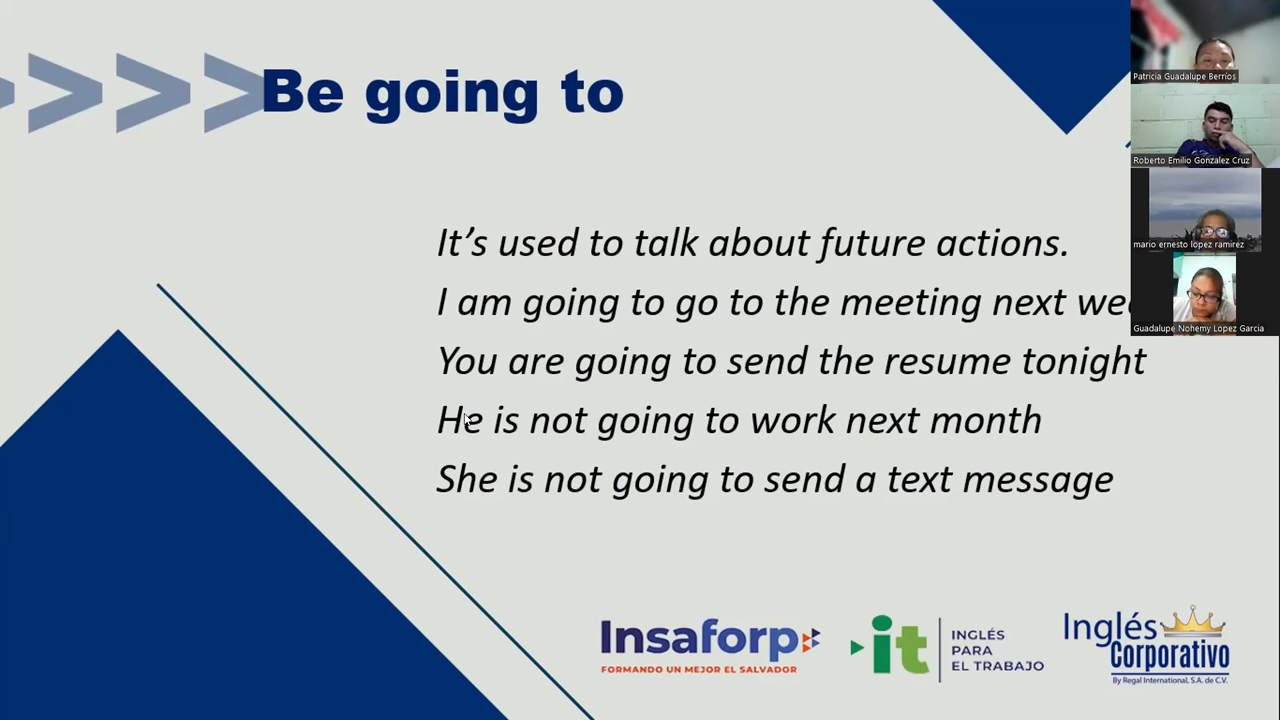 >>>>Be going to
It's used to talk about future actions.
I am going to go to the meeting next
You are going to send the resume tonight
He is not going to work next month
She is not going to send a text message
Insaforp
FORMANDO UN MEJOR EL SALVADOR
it
INGLÉS
PARA
EL TRABAJO
Inglés
Corporativo
By Regal International, S.A. de C.V.
Patricia Guadalupe Berríos
Roberto Emilio Gonzalez Cruz
mario ernesto lopez ramirez
Guadalupe Nohemy Lopez Garcia